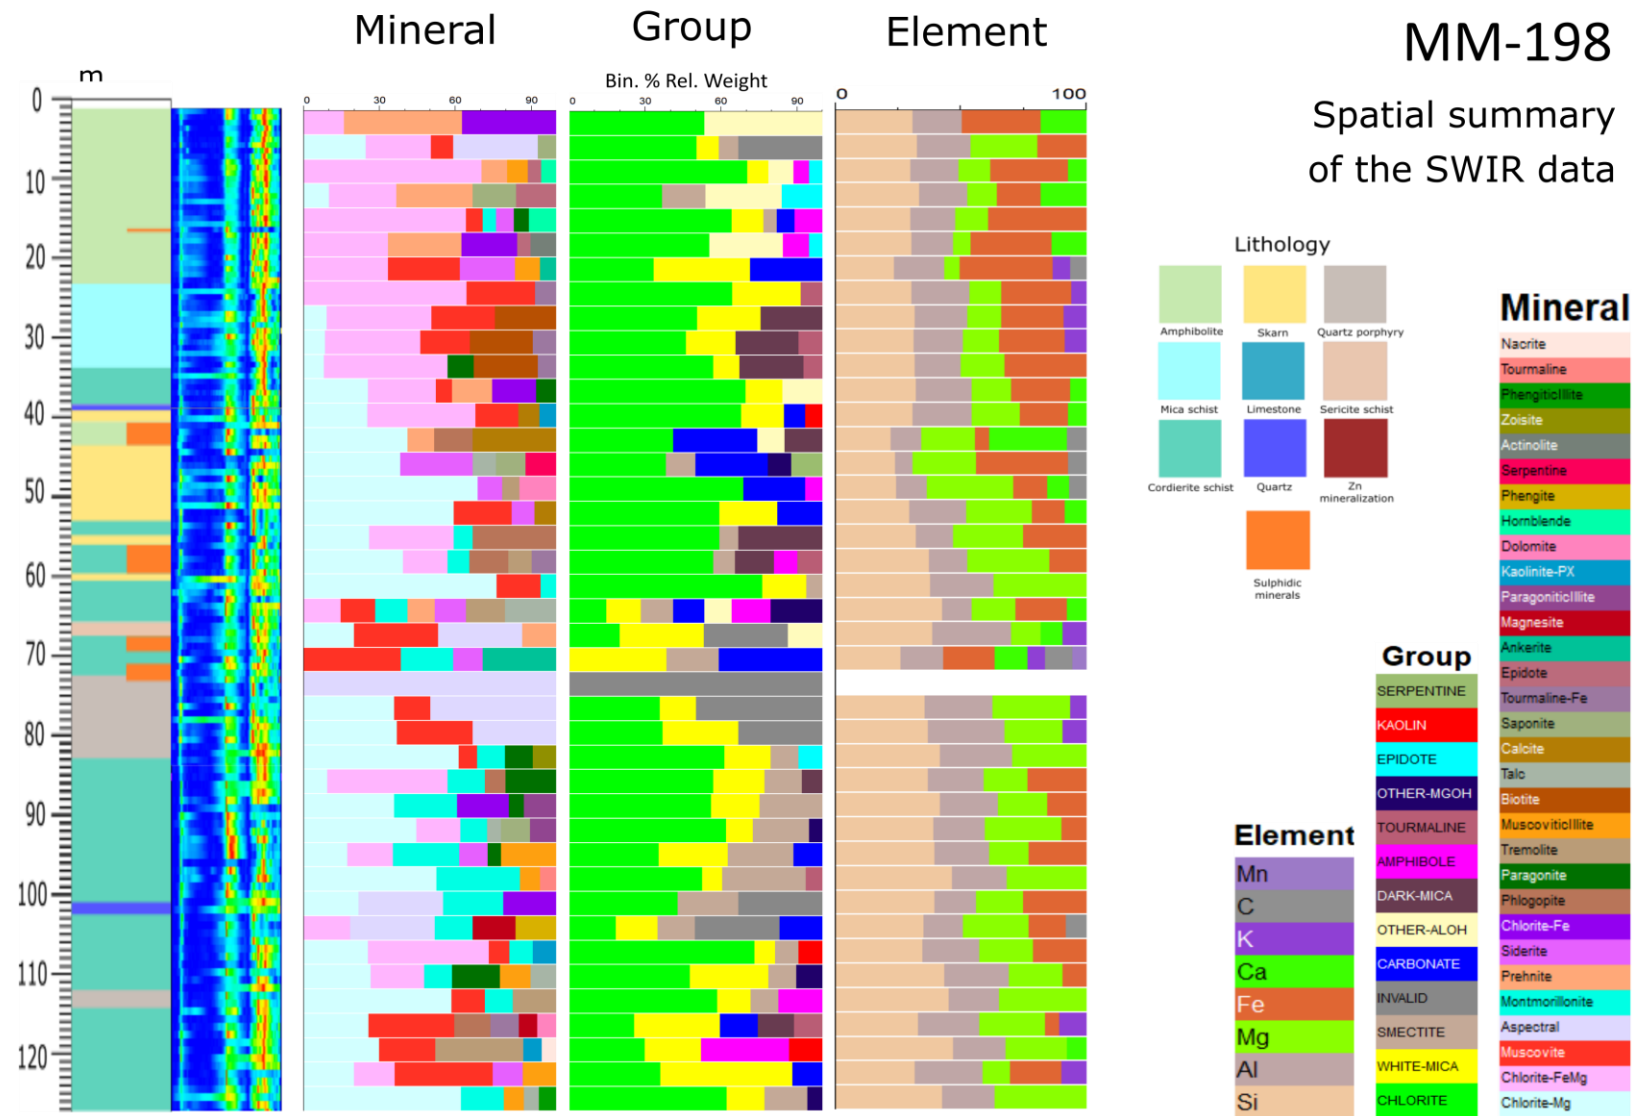 Mineral
Group
Element
MM-198
Bin. % Rel. Weight
Spatial summary
of the SWIR data
m
0
10
20
30
40
50
60
70
80
90
100
110
120
0 30 60 90
0 30 60 90
0 100
Lithology
Amphibolite
Skarn
Quartz porphyry
Mica schist
Limestone
Sericite schist
Cordierite schist
Quartz
Zn
mineralization
Sulphidic
minerals
Element
Mn
C
K
Ca
Fe
Mg
Al
Si
Group
SERPENTINE
KAOLIN
EPIDOTE
OTHER-MGOH
TOURMALINE
AMPHIBOLE
DARK-MICA
OTHER-ALOH
CARBONATE
INVALID
SMECTITE
WHITE-MICA
CHLORITE
Mineral
Nacrite
Tourmaline
PhengiticIllite
Zoisite
Actinolite
Serpentine
Phengite
Hornblende
Dolomite
Kaolinite-PX
ParagoniticIllite
Magnesite
Ankerite
Epidote
Tourmaline-Fe
Saponite
Calcite
Talc
Biotite
MuscoviticIllite
Tremolite
Paragonite
Phlogopite
Chlorite-Fe
Siderite
Prehnite
Montmorillonite
Aspectral
Muscovite
Chlorite-FeMg
Chlorite-Mg